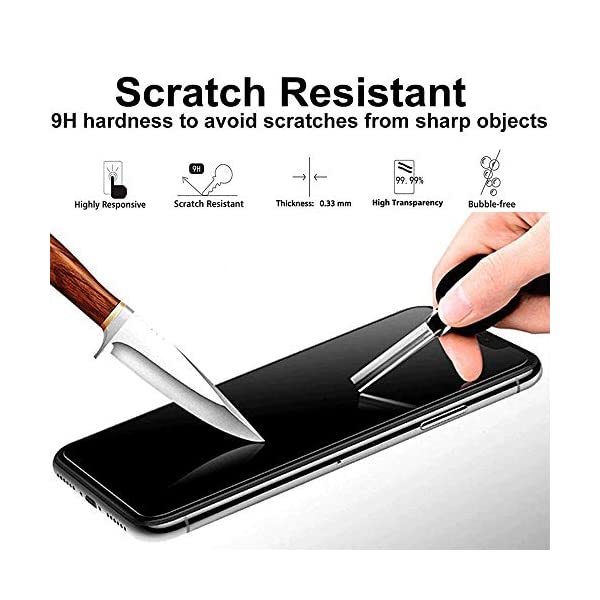 Scratch Resistant
9H hardness to avoid scratches from sharp objects
9H
99.99%
Highly Responsive
Scratch Resistant
Thickness: 0.33 mm
High Transparency
Bubble-free